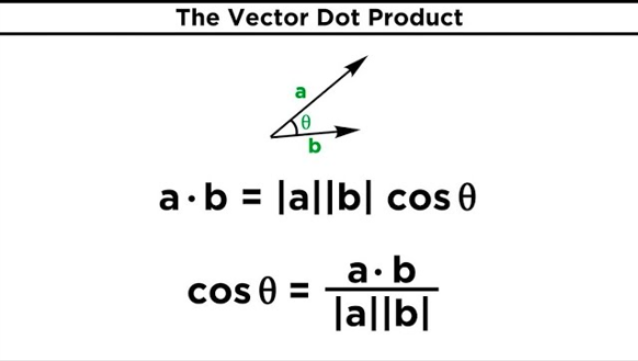 The Vector Dot Product
a
θ
b
a · b = |a||b| cos θ
cos θ = a · b
|a||b|